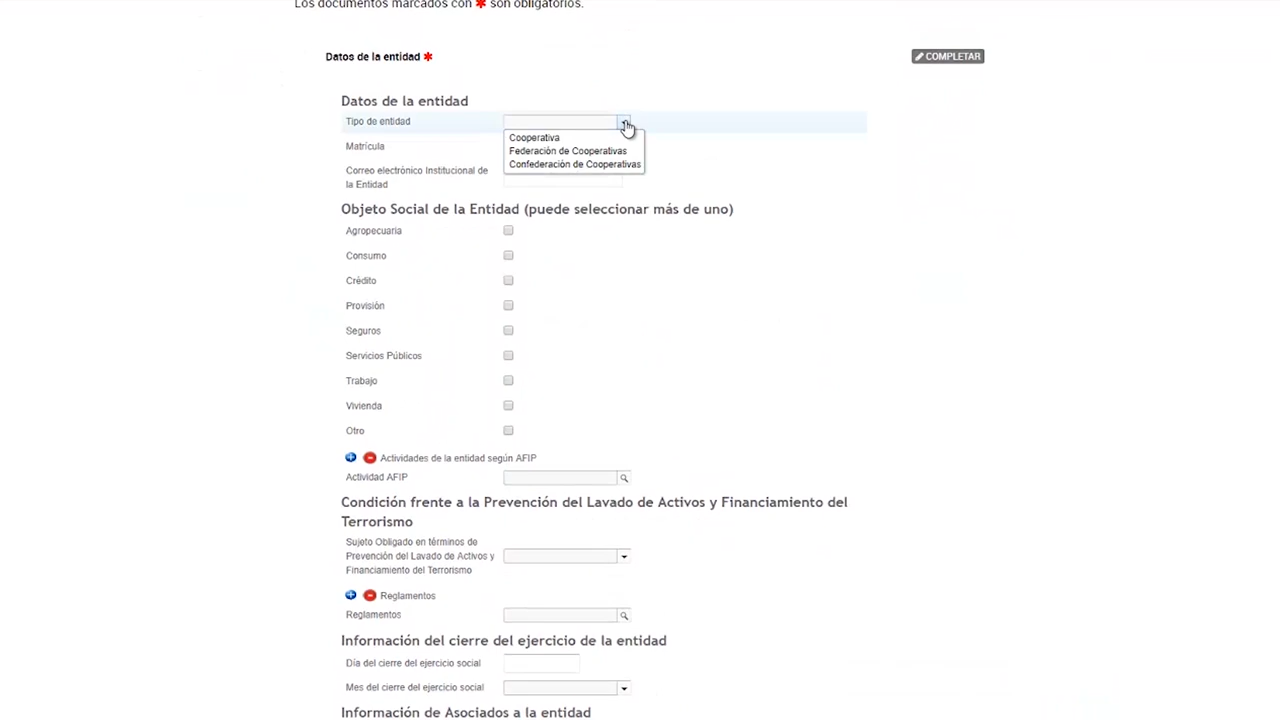 Los documentos marcados con * son obligatorios.
Datos de la entidad *
COMPLETAR
Datos de la entidad
Tipo de entidad
Cooperativa
Federación de Cooperativas
Confederación de Cooperativas
Matrícula
Correo electrónico Institucional de
la Entidad
Objeto Social de la Entidad (puede seleccionar más de uno)
Agropecuaria
Consumo
Crédito
Provisión
Seguros
Servicios Públicos
Trabajo
Vivienda
Otro
Actividades de la entidad según AFIP
Actividad AFIP
Condición frente a la Prevención del Lavado de Activos y Financiamiento del
Terrorismo
Sujeto Obligado en términos de
Prevención del Lavado de Activos y
Financiamiento del Terrorismo
Reglamentos
Reglamentos
Información del cierre del ejercicio de la entidad
Día del cierre del ejercicio social
Mes del cierre del ejercicio social
Información de Asociados a la entidad